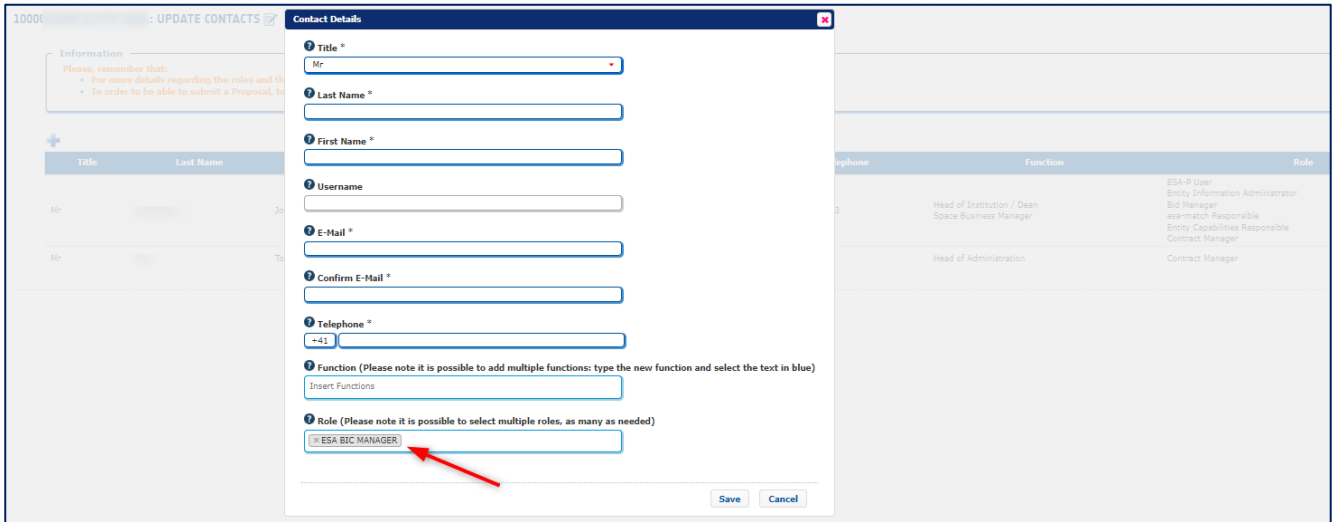 : UPDATE CONTACTS
Information
Please, remember that:
For more details regarding the roles and
In order to be able to submit a Proposal,
Title
Last Name
Function
Role
Mr
Head of Institution / Dean
Space Business Manager
ESA-P User
Entity Information Administrator
Bid Manager
esa-match Responsible
Entity Capabilities Responsible
Contract Manager
Mr
Head of Administration
Contract Manager
Contact Details
Title *
Mr
Last Name *
First Name *
Username
E-Mail *
Confirm E-Mail *
Telephone *
+41
Function (Please note it is possible to add multiple functions: type the new function and select the text in blue)
Insert Functions
Role (Please note it is possible to select multiple roles, as many as needed)
× ESA BIC MANAGER
Save Cancel